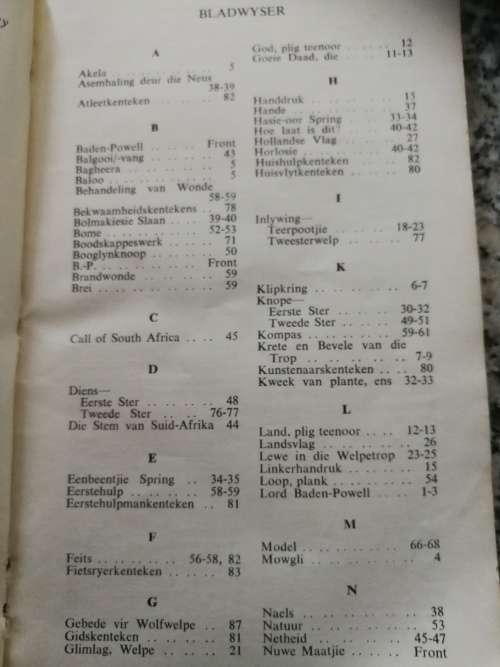 BLADWYSER
A
Akela .. .. .. .. .. .. 5
Asemhaling deur die Neus
38-39
Atleetkenteken .. .. .. 82
B
Baden-Powell .. .. .. Front
Balgooi/-vang .. .. .. 43
Bagheera .. .. .. .. 5
Baloo .. .. .. .. .. 5
Behandeling van Wonde
58-59
Bekwaamheidskentekens .. 78
Bolmakiesie Slaan .. .. 39-40
Bome .. .. .. .. .. 52-53
Boodskappeswerk .. .. .. 71
Booglynknoop .. .. .. .. 50
B.-P. .. .. .. .. .. Front
Brandwonde .. .. .. .. 59
Brei .. .. .. .. .. .. 59
C
Call of South Africa .. .. 45
D
Diens—
Eerste Ster .. .. .. .. 48
Tweede Ster .. .. .. 76-77
Die Stem van Suid-Afrika 44
E
Eenbeentjie Spring .. 34-35
Eerstehulp .. .. .. .. 58-59
Eerstehulpmankenteken .. 81
F
Feits .. .. .. .. 56-58, 82
Fietsryerkenteken .. .. .. 83
G
Gebede vir Wolfwelpe .. 87
Gidskenteken .. .. .. .. 81
Glimlag, Welpe .. .. .. 21
God, plig teenoor .. .. .. 12
Goeie Daad, die .. .. .. 11-13
H
Handdruk .. .. .. .. .. 15
Hande .. .. .. .. .. .. 37
Hasie-oor Spring .. .. 33-34
Hoe laat is dit? .. .. .. 40-42
Hollandse Vlag .. .. .. 27
Horlosie .. .. .. .. .. 40-42
Huishulpkenteken .. .. .. 82
Huisvlytkenteken .. .. .. 80
I
Inlywing—
Teerpootjie .. .. .. 18-23
Tweesterwelp .. .. .. 77
K
Klipkring .. .. .. .. .. 6-7
Knope—
Eerste Ster .. .. .. 30-32
Tweede Ster .. .. .. 49-51
Kompas .. .. .. .. .. 59-61
Krete en Bevele van die
Trop .. .. .. .. .. 7-9
Kunstenaarskenteken .. .. 80
Kweek van plante, ens 32-33
L
Land, plig teenoor .. .. 12-13
Landsvlag .. .. .. .. .. 26
Lewe in die Welpetrop 23-25
Linkerhandruk .. .. .. .. 15
Loop, plank .. .. .. .. 54
Lord Baden-Powell .. .. 1-3
M
Model .. .. .. .. .. 66-68
Mowgli .. .. .. .. .. .. 4
N
Naels .. .. .. .. .. .. 38
Natuur .. .. .. .. .. .. 53
Netheid .. .. .. .. .. 45-47
Nuwe Maatjie .. .. .. Front